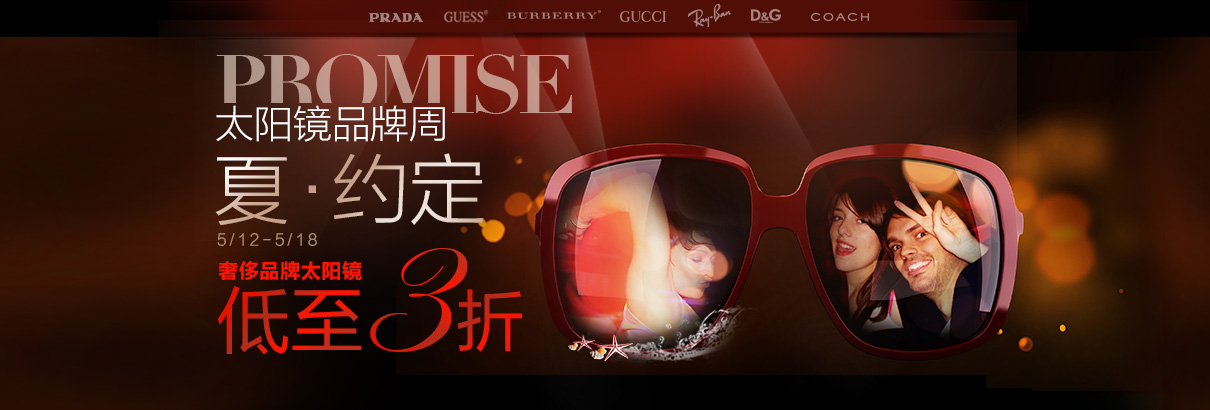 PRADA GUESS® BURBERRY® GUCCI Ray-Ban D&G COACH
PROMISE
太阳镜品牌周
夏·约定
5/12-5/18
奢侈品牌太阳镜
低至3折